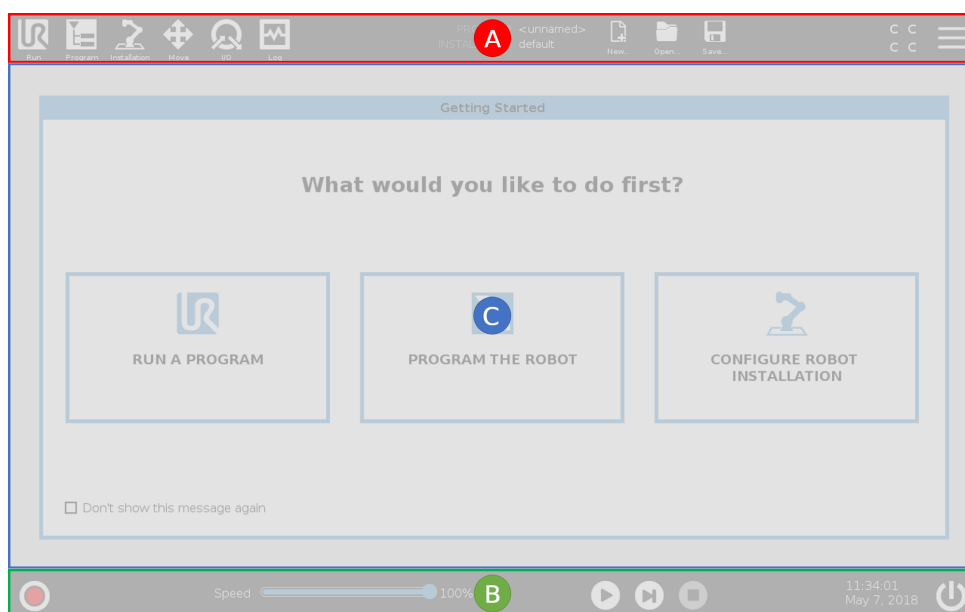 Run Program Installation Move I/O Log
PR A <unnamed> New... Open... Save... C C
INSTAL default C C
Getting Started
What would you like to do first?
C
RUN A PROGRAM
PROGRAM THE ROBOT
CONFIGURE ROBOT
INSTALLATION
Don't show this message again
Speed 100% B 11:34:01
May 7, 2018